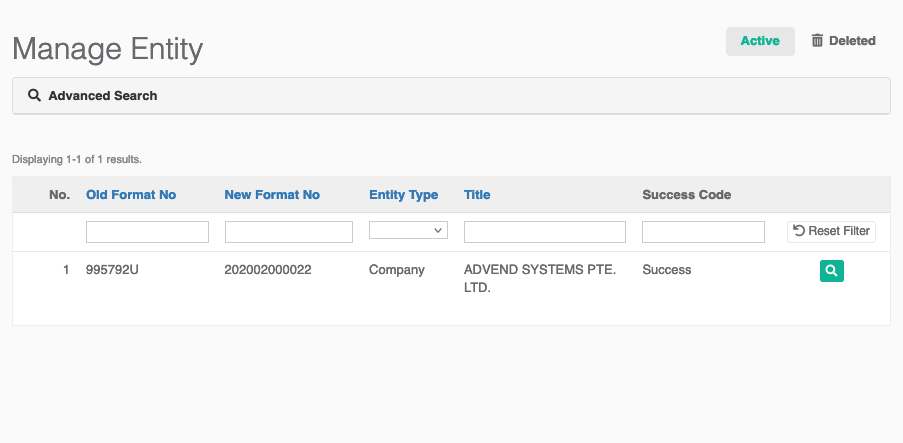 Manage Entity
Active
Deleted
Advanced Search
Displaying 1-1 of 1 results.
No. Old Format No New Format No Entity Type Title Success Code
Reset Filter
1 995792U 202002000022 Company ADVEND SYSTEMS PTE. Success
LTD.